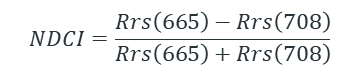 NDCI = Rrs(665) − Rrs(708)
Rrs(665) + Rrs(708)